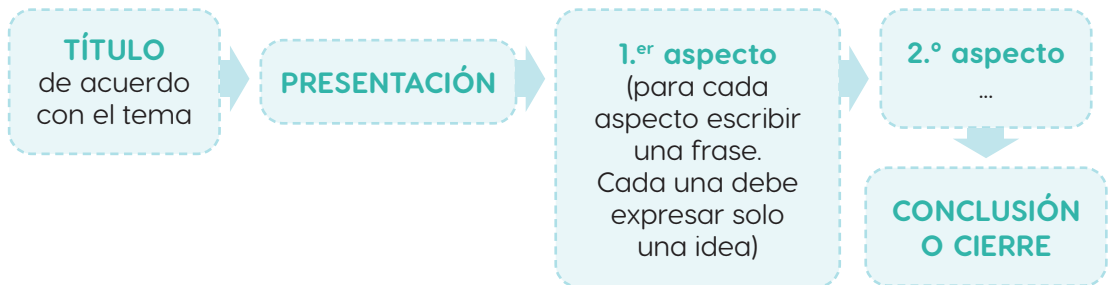 TÍTULO
de acuerdo
con el tema
PRESENTACIÓN
1.er aspecto
(para cada
aspecto escribir
una frase.
Cada una debe
expresar solo
una idea)
2.° aspecto
...
CONCLUSIÓN
O CIERRE